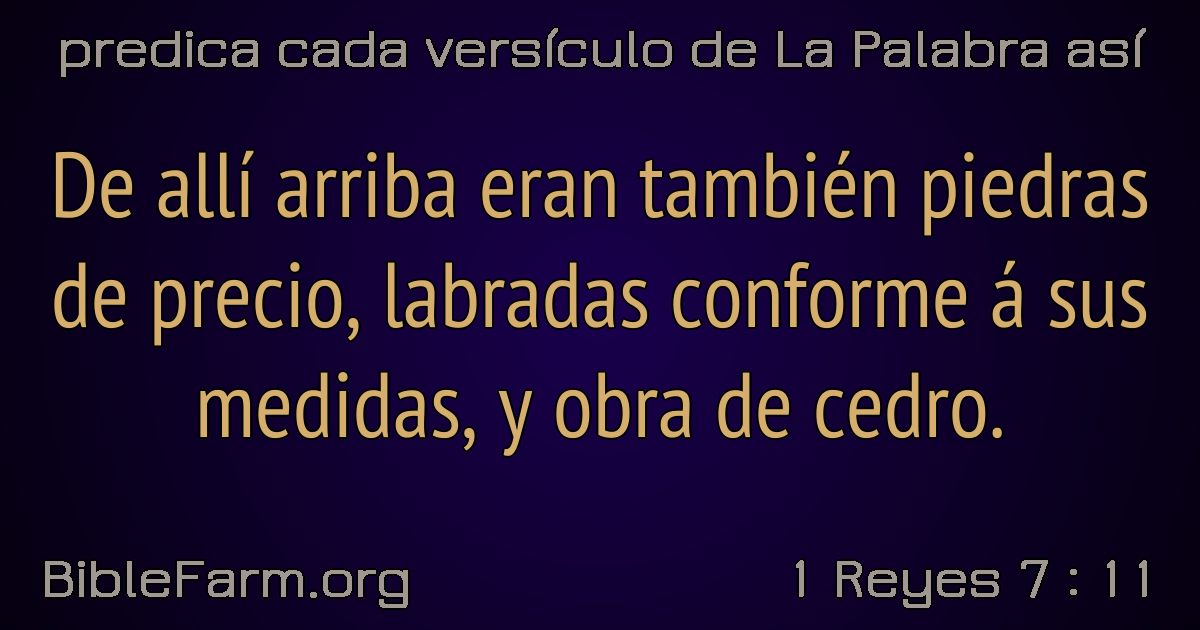 predica cada versículo de La Palabra así
De allí arriba eran también piedras
de precio, labradas conforme á sus
medidas, y obra de cedro.
BibleFarm.org
1 Reyes 7 : 11